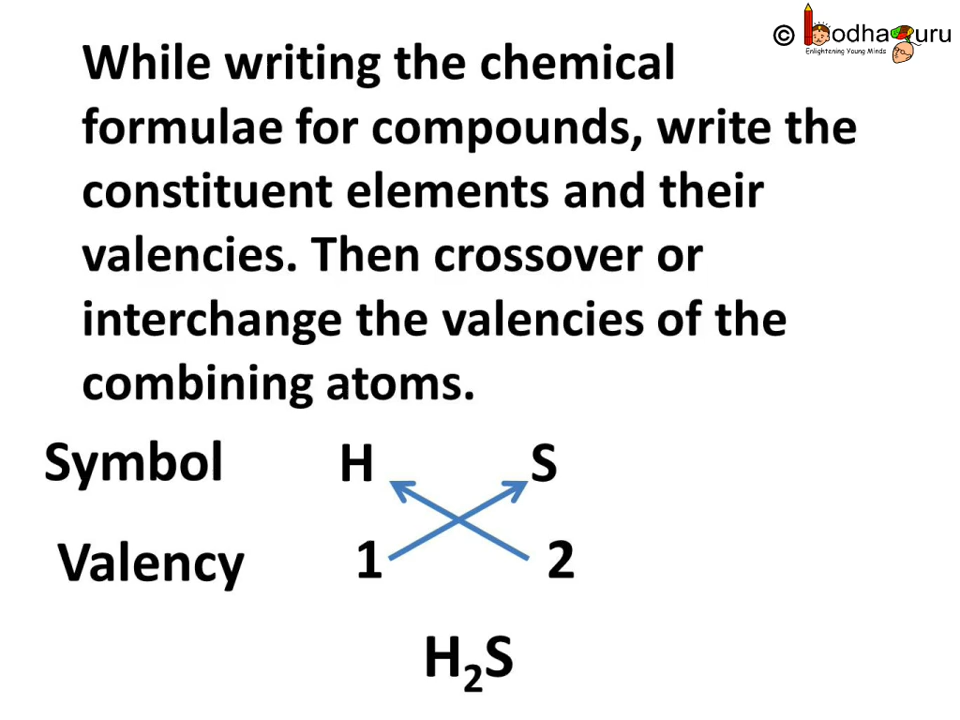 © BodhaGuru
Enlightening Young Minds
While writing the chemical
formulae for compounds, write the
constituent elements and their
valencies. Then crossover or
interchange the valencies of the
combining atoms.
Symbol H S
Valency 1 2
H₂S